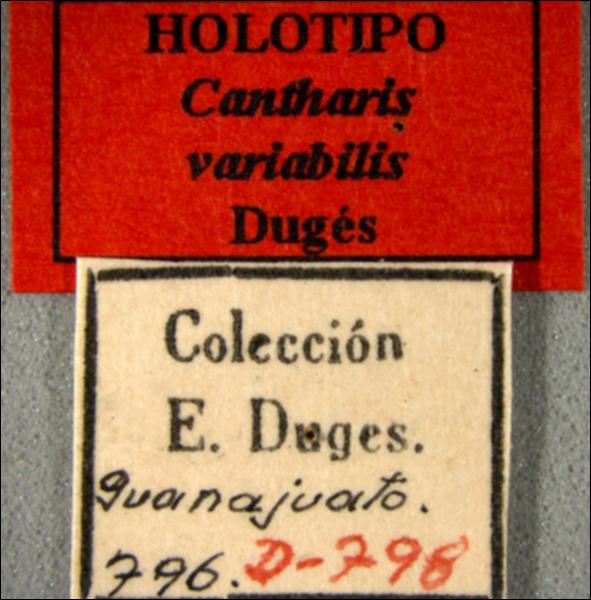 HOLOTIPO
Cantharis
variabilis
Dugés
Colección
E. Duges.
Guanajuato.
796. D-798